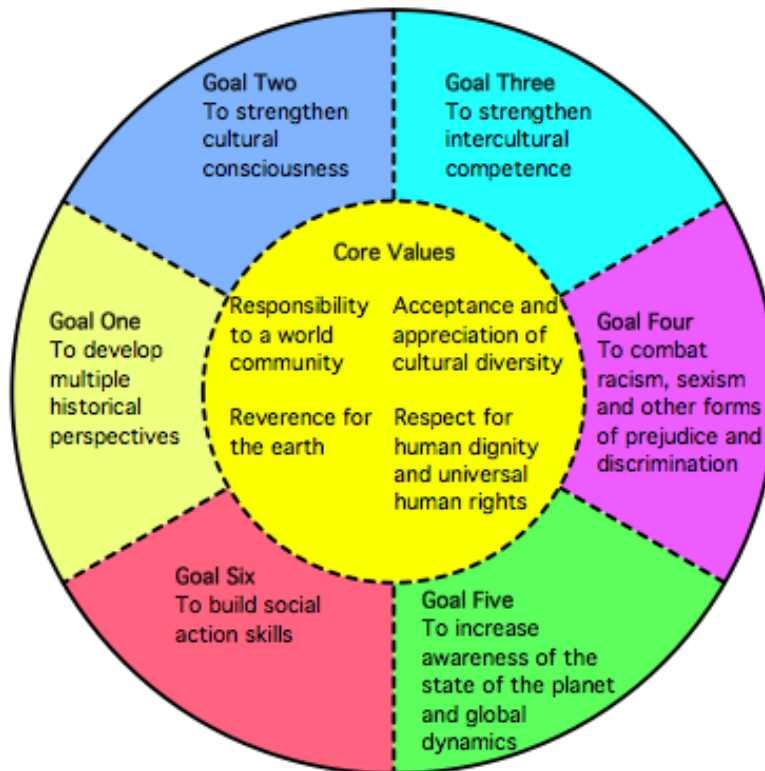 Goal Two
To strengthen
cultural
consciousness
Goal Three
To strengthen
intercultural
competence
Core Values
Responsibility
to a world
community
Acceptance and
appreciation of
cultural diversity
Reverence for
the earth
Respect for
human dignity
and universal
human rights
Goal One
To develop
multiple
historical
perspectives
Goal Four
To combat
racism, sexism
and other forms
of prejudice and
discrimination
Goal Six
To build social
action skills
Goal Five
To increase
awareness of the
state of the planet
and global
dynamics